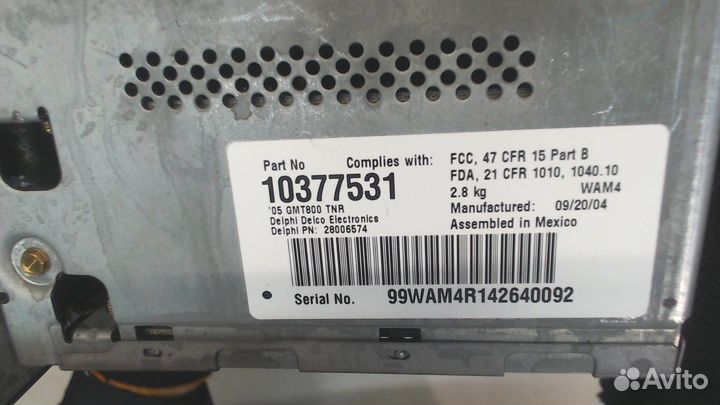 Part No Complies with: FCC, 47 CFR 15 Part B
10377531 FDA, 21 CFR 1010, 1040.10
2.8 kg WAM4
'05 GMT800 TNR Manufactured: 09/20/04
Delphi Delco Electronics Assembled in Mexico
Delphi PN: 28006574
Serial No. 99WAM4R142640092
Avito